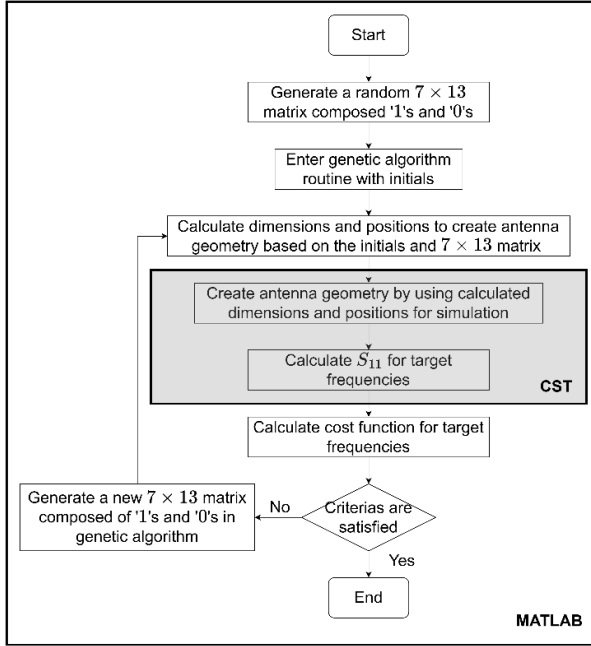 Start
Generate a random 7 × 13
matrix composed '1's and '0's
Enter genetic algorithm
routine with initials
Calculate dimensions and positions to create antenna
geometry based on the initials and 7 × 13 matrix
Create antenna geometry by using calculated
dimensions and positions for simulation
Calculate S₁₁ for target
frequencies
CST
Calculate cost function for target
frequencies
Criterias are
satisfied
No
Generate a new 7 × 13 matrix
composed of '1's and '0's in
genetic algorithm
Yes
End
MATLAB